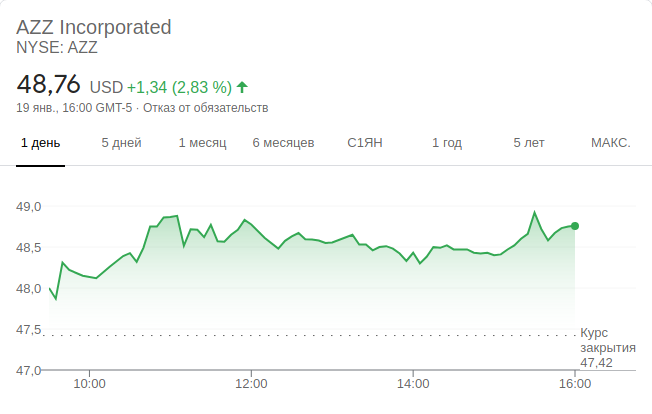 AZZ Incorporated
NYSE: AZZ
48,76 USD +1,34 (2,83 %)
19 янв., 16:00 GMT-5 · Отказ от обязательств
1 день 5 дней 1 месяц 6 месяцев С1ЯН 1 год 5 лет МАКС.
49,0
48,5
48,0
47,5
Курс
закрытия
47,42
47,0
10:00 12:00 14:00 16:00